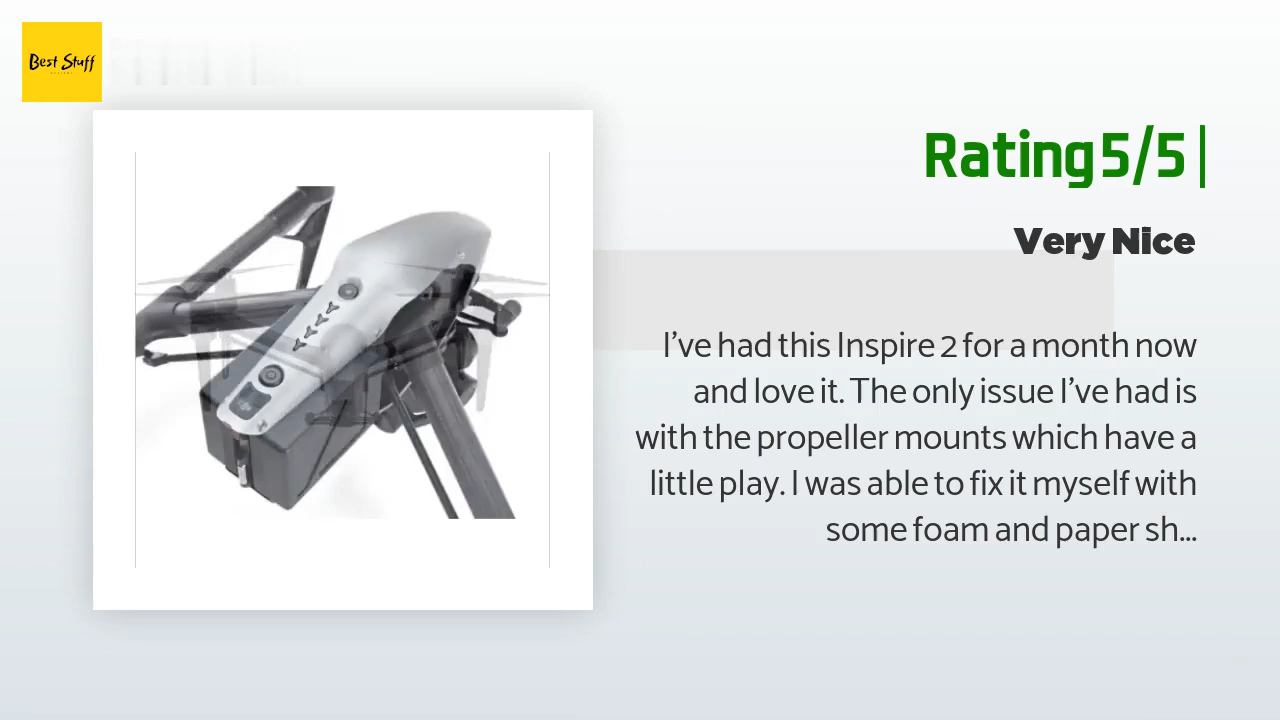 Best Stuff
Rating 5/5 |
Very Nice
I've had this Inspire 2 for a month now
and love it. The only issue I've had is
with the propeller mounts which have a
little play. I was able to fix it myself with
some foam and paper sh...